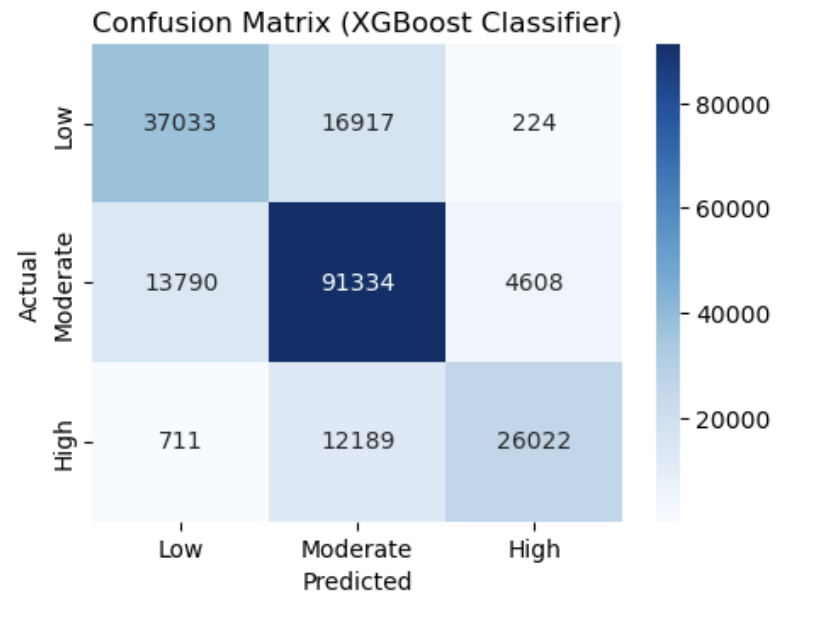 Confusion Matrix (XGBoost Classifier)
Actual
Low
37033 16917 224
Moderate
13790 91334 4608
High
711 12189 26022
Low Moderate High
Predicted
80000
60000
40000
20000